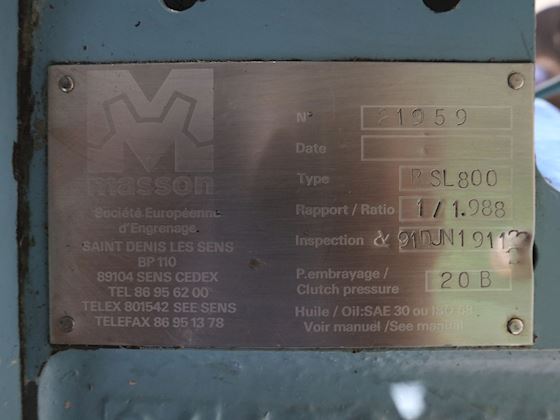 M
masson
Société Européenne
d'Engrenage
SAINT DENIS LES SENS
BP 110
89104 SENS CEDEX
TEL 86 95 62 00
TELEX 801542 SEE SENS
TELEFAX 86 95 13 78
N° 21959
Date
Type RSL800
Rapport / Ratio 1/1.988
Inspection
P.embrayage /
Clutch pressure 20 B
Huile / Oil:SAE 30 ou ISO 68
Voir manuel /See manual